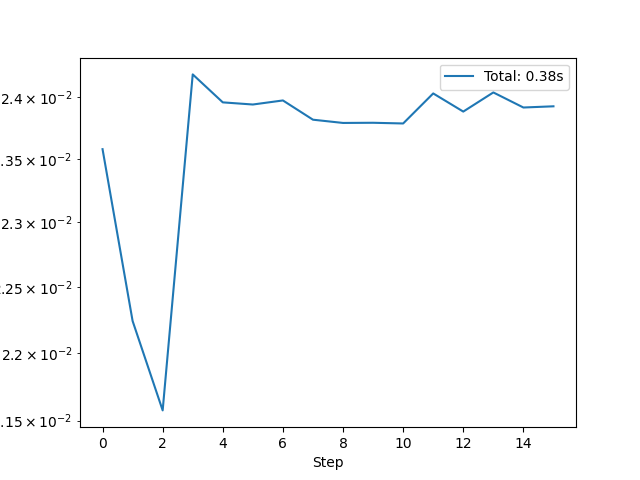 Total: 0.38s
2.4 × 10⁻²
.35 × 10⁻²
2.3 × 10⁻²
.25 × 10⁻²
2.2 × 10⁻²
.15 × 10⁻²
0 2 4 6 8 10 12 14
Step